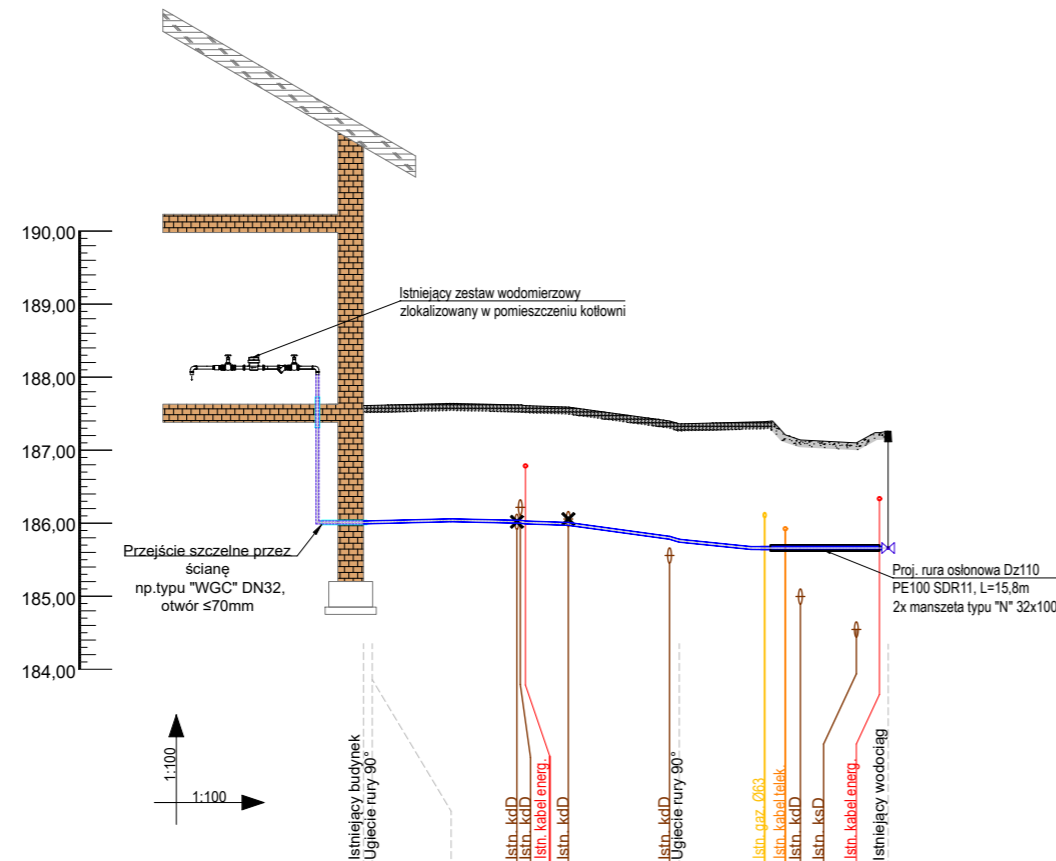 190,00
189,00
188,00
187,00
186,00
185,00
184,00
Istniejący zestaw wodomierzowy
zlokalizowany w pomieszczeniu kotłowni
Przejście szczelne przez
ścianę
np.typu "WGC" DN32,
otwór ≤70mm
Proj. rura osłonowa Dz110
PE100 SDR11, L=15,8m
2x manszeta typu "N" 32x100
1:100
1:100
Istniejący budynek
Ugiecie rury 90°
Istn. kdD
Istn. kdD
Istn. kabel energ.
Istn. kdD
Istn. kdD
Ugiecie rury 90°
Istn. gaz. Ø63
Istn. kabel telek.
Istn. kdD
Istn. ksD
Istn. kabel energ.
Istniejący wodociąg